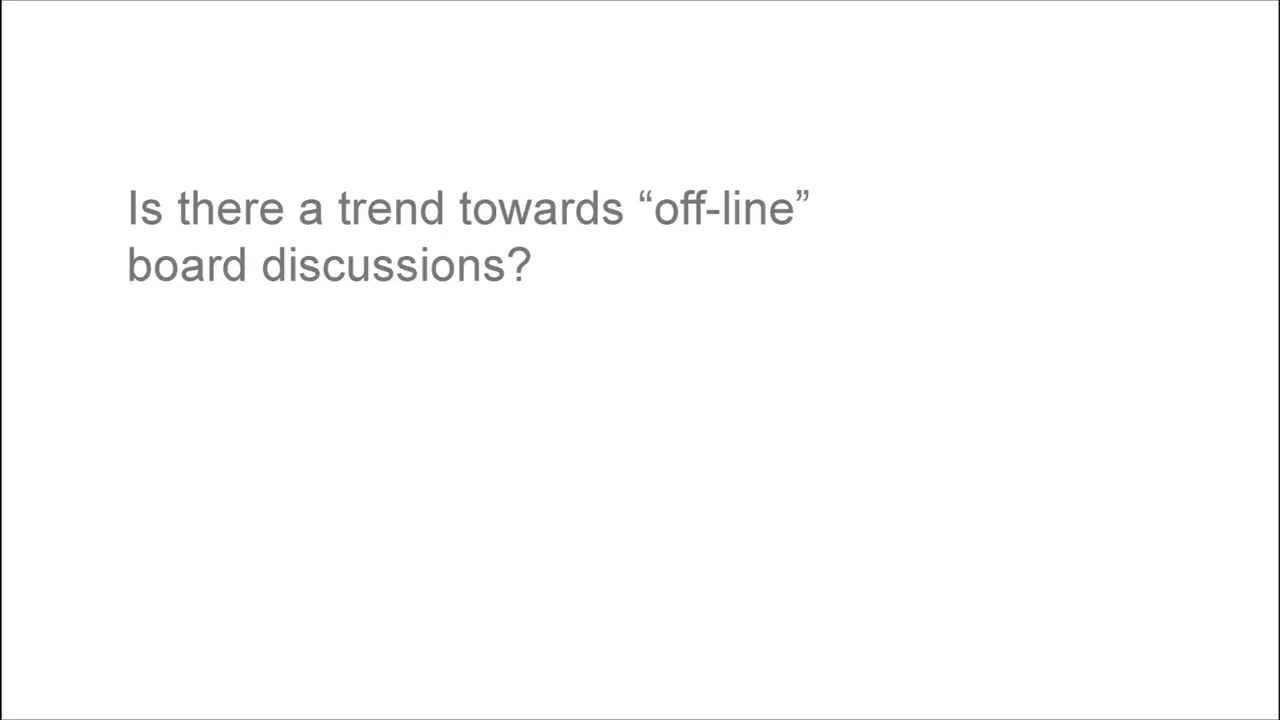 Is there a trend towards “off-line”
board discussions?